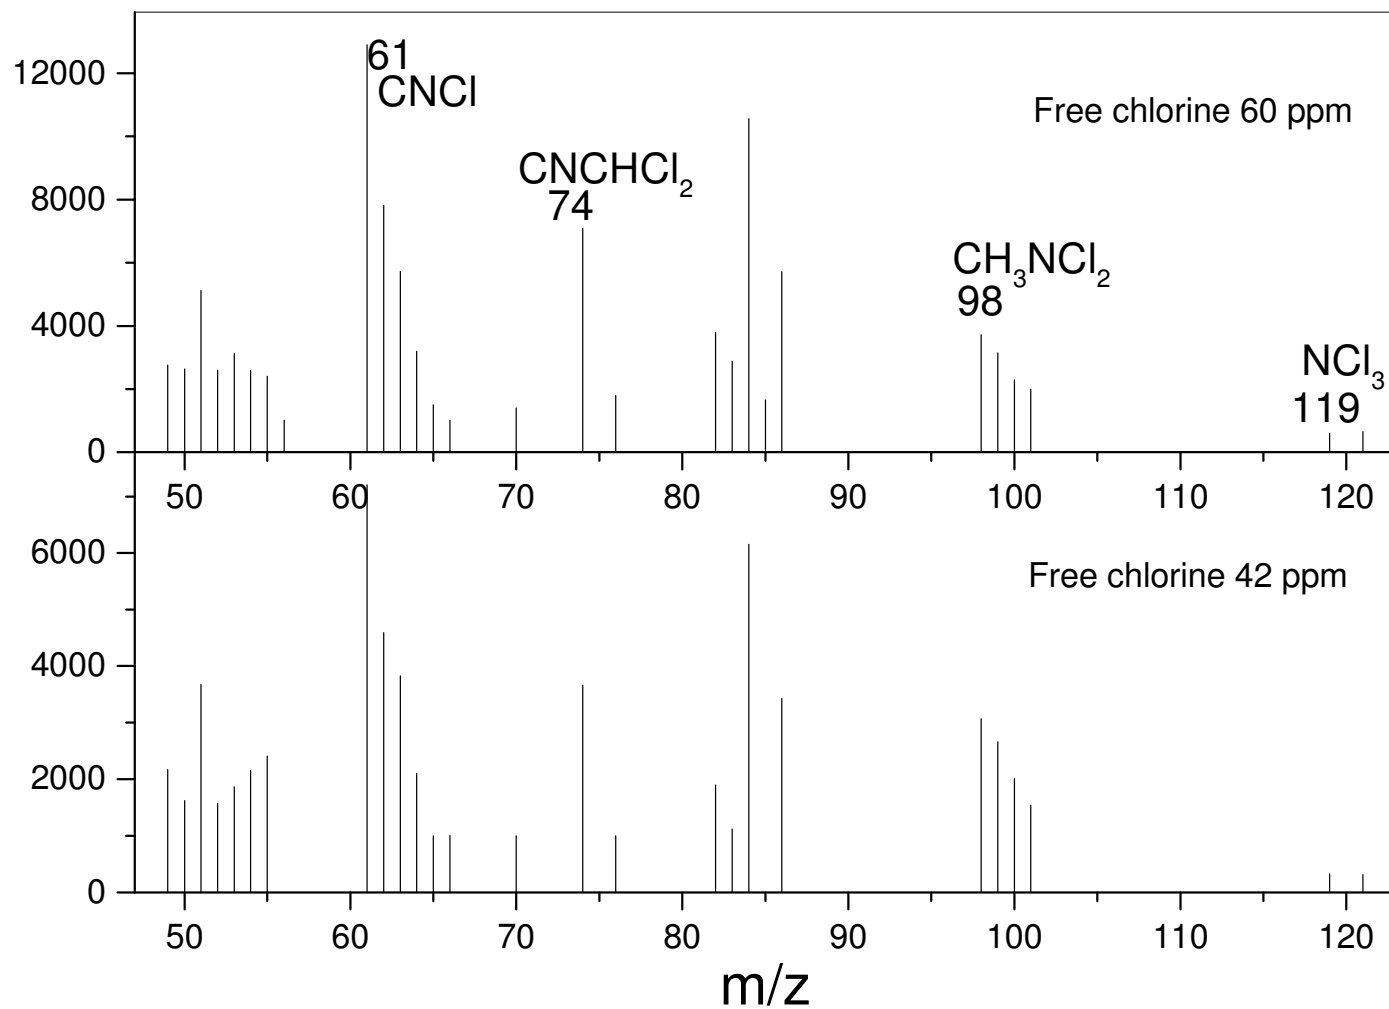 61
CNCl
12000
Free chlorine 60 ppm
CNCHCl2
74
8000
CH3NCl2
98
4000
NCl3
119
0
50 60 70 80 90 100 110 120
6000
Free chlorine 42 ppm
4000
2000
0
50 60 70 80 90 100 110 120
m/z